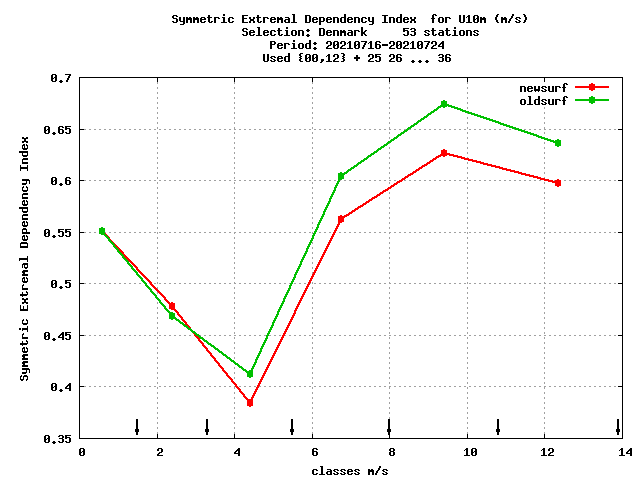 Symmetric Extremal Dependency Index  for U10m (m/s)
Selection: Denmark     53 stations
Period: 20210716-20210724
Used {00,12} + 25 26 ... 36
newsurf
oldsurf
0.7
0.65
0.6
0.55
0.5
0.45
0.4
0.35
Symmetric Extremal Dependency Index
0 2 4 6 8 10 12 14
classes m/s